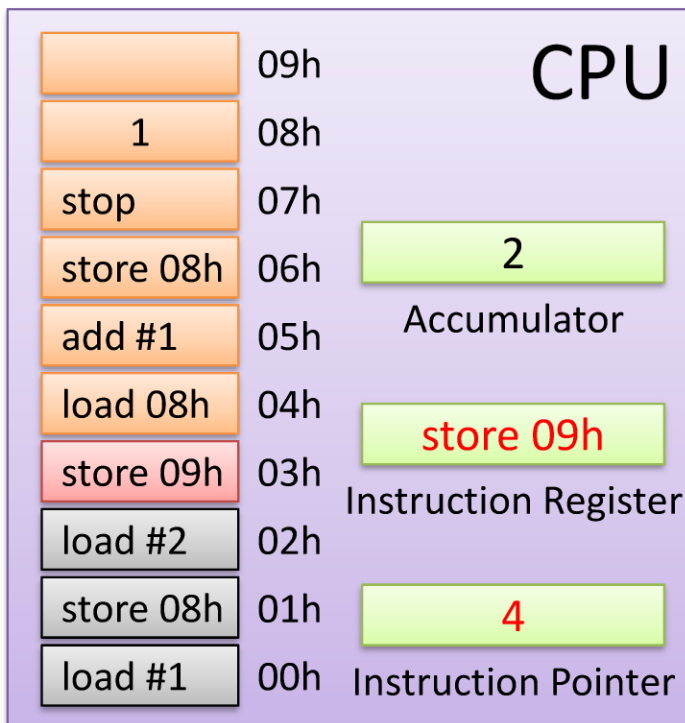 CPU
09h
1 08h
stop 07h
store 08h 06h
add #1 05h
load 08h 04h
store 09h 03h
load #2 02h
store 08h 01h
load #1 00h
2
Accumulator
store 09h
Instruction Register
4
Instruction Pointer